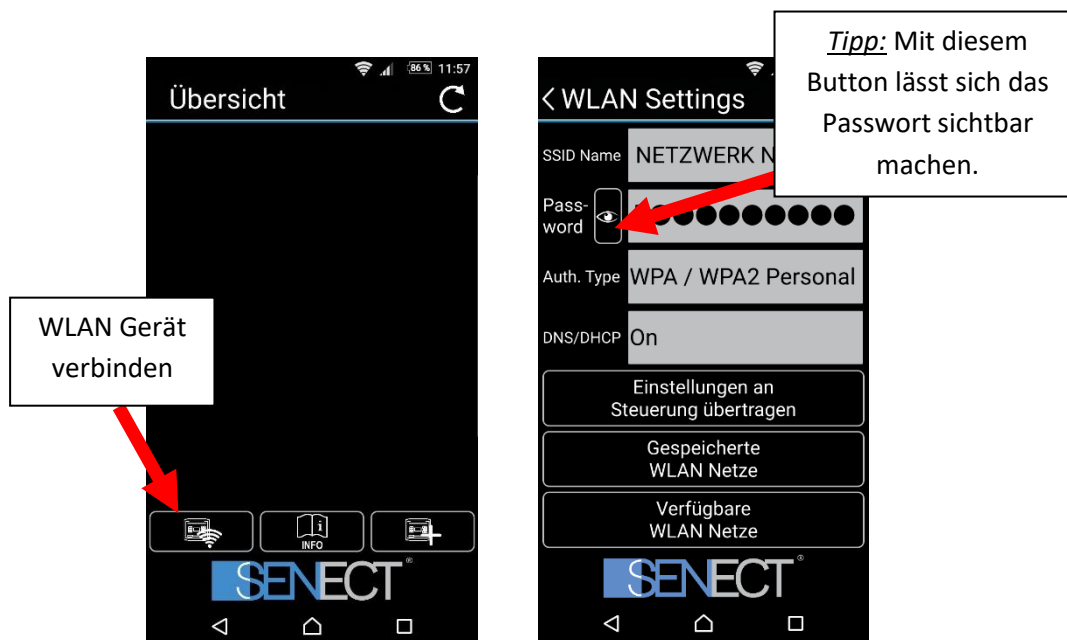 Tipp: Mit diesem
Button lässt sich das
Passwort sichtbar
machen.
WLAN Gerät
verbinden
86 % 11:57
Übersicht
INFO
SENECT®
< WLAN Settings
SSID Name NETZWERK N
Pass-
word
Auth. Type WPA / WPA2 Personal
DNS/DHCP On
Einstellungen an
Steuerung übertragen
Gespeicherte
WLAN Netze
Verfügbare
WLAN Netze
SENECT®